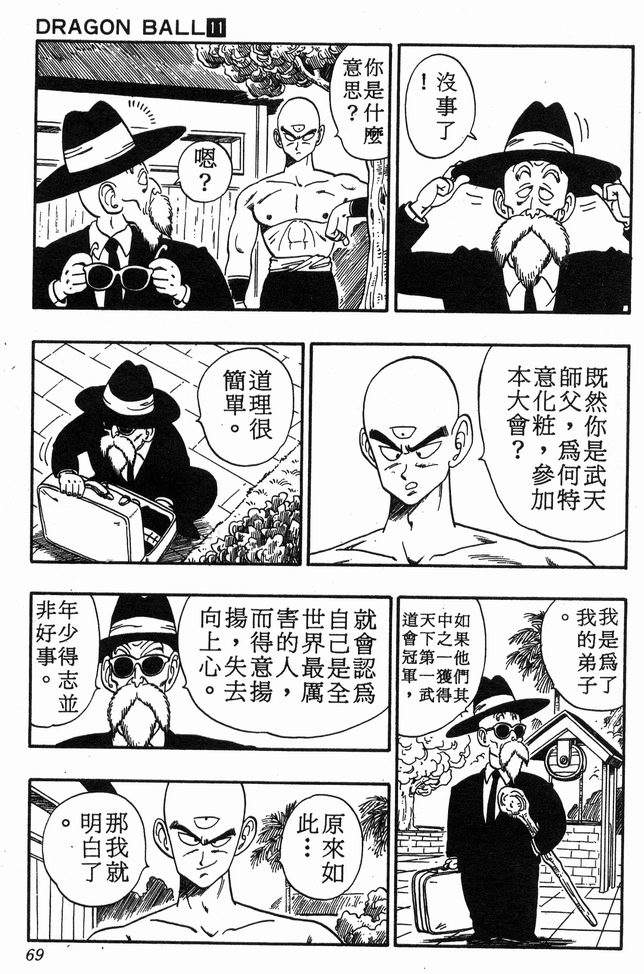 DRAGON BALL 11
沒事了
！
你是什麼
意思？
嗯？
既然你是武天
師父，爲何特
意化粧，參加
本大會？
道理很
簡單。
我是爲了
我的弟子
。
如果他們其
中之一獲得
天下第一武
道會冠軍，
就會認爲
自己是全
世界最厲
害的人，
而得意揚
揚，失去
向上心。
年少得志並
非好事。
原來如
此…
那我就
明白了
。
69